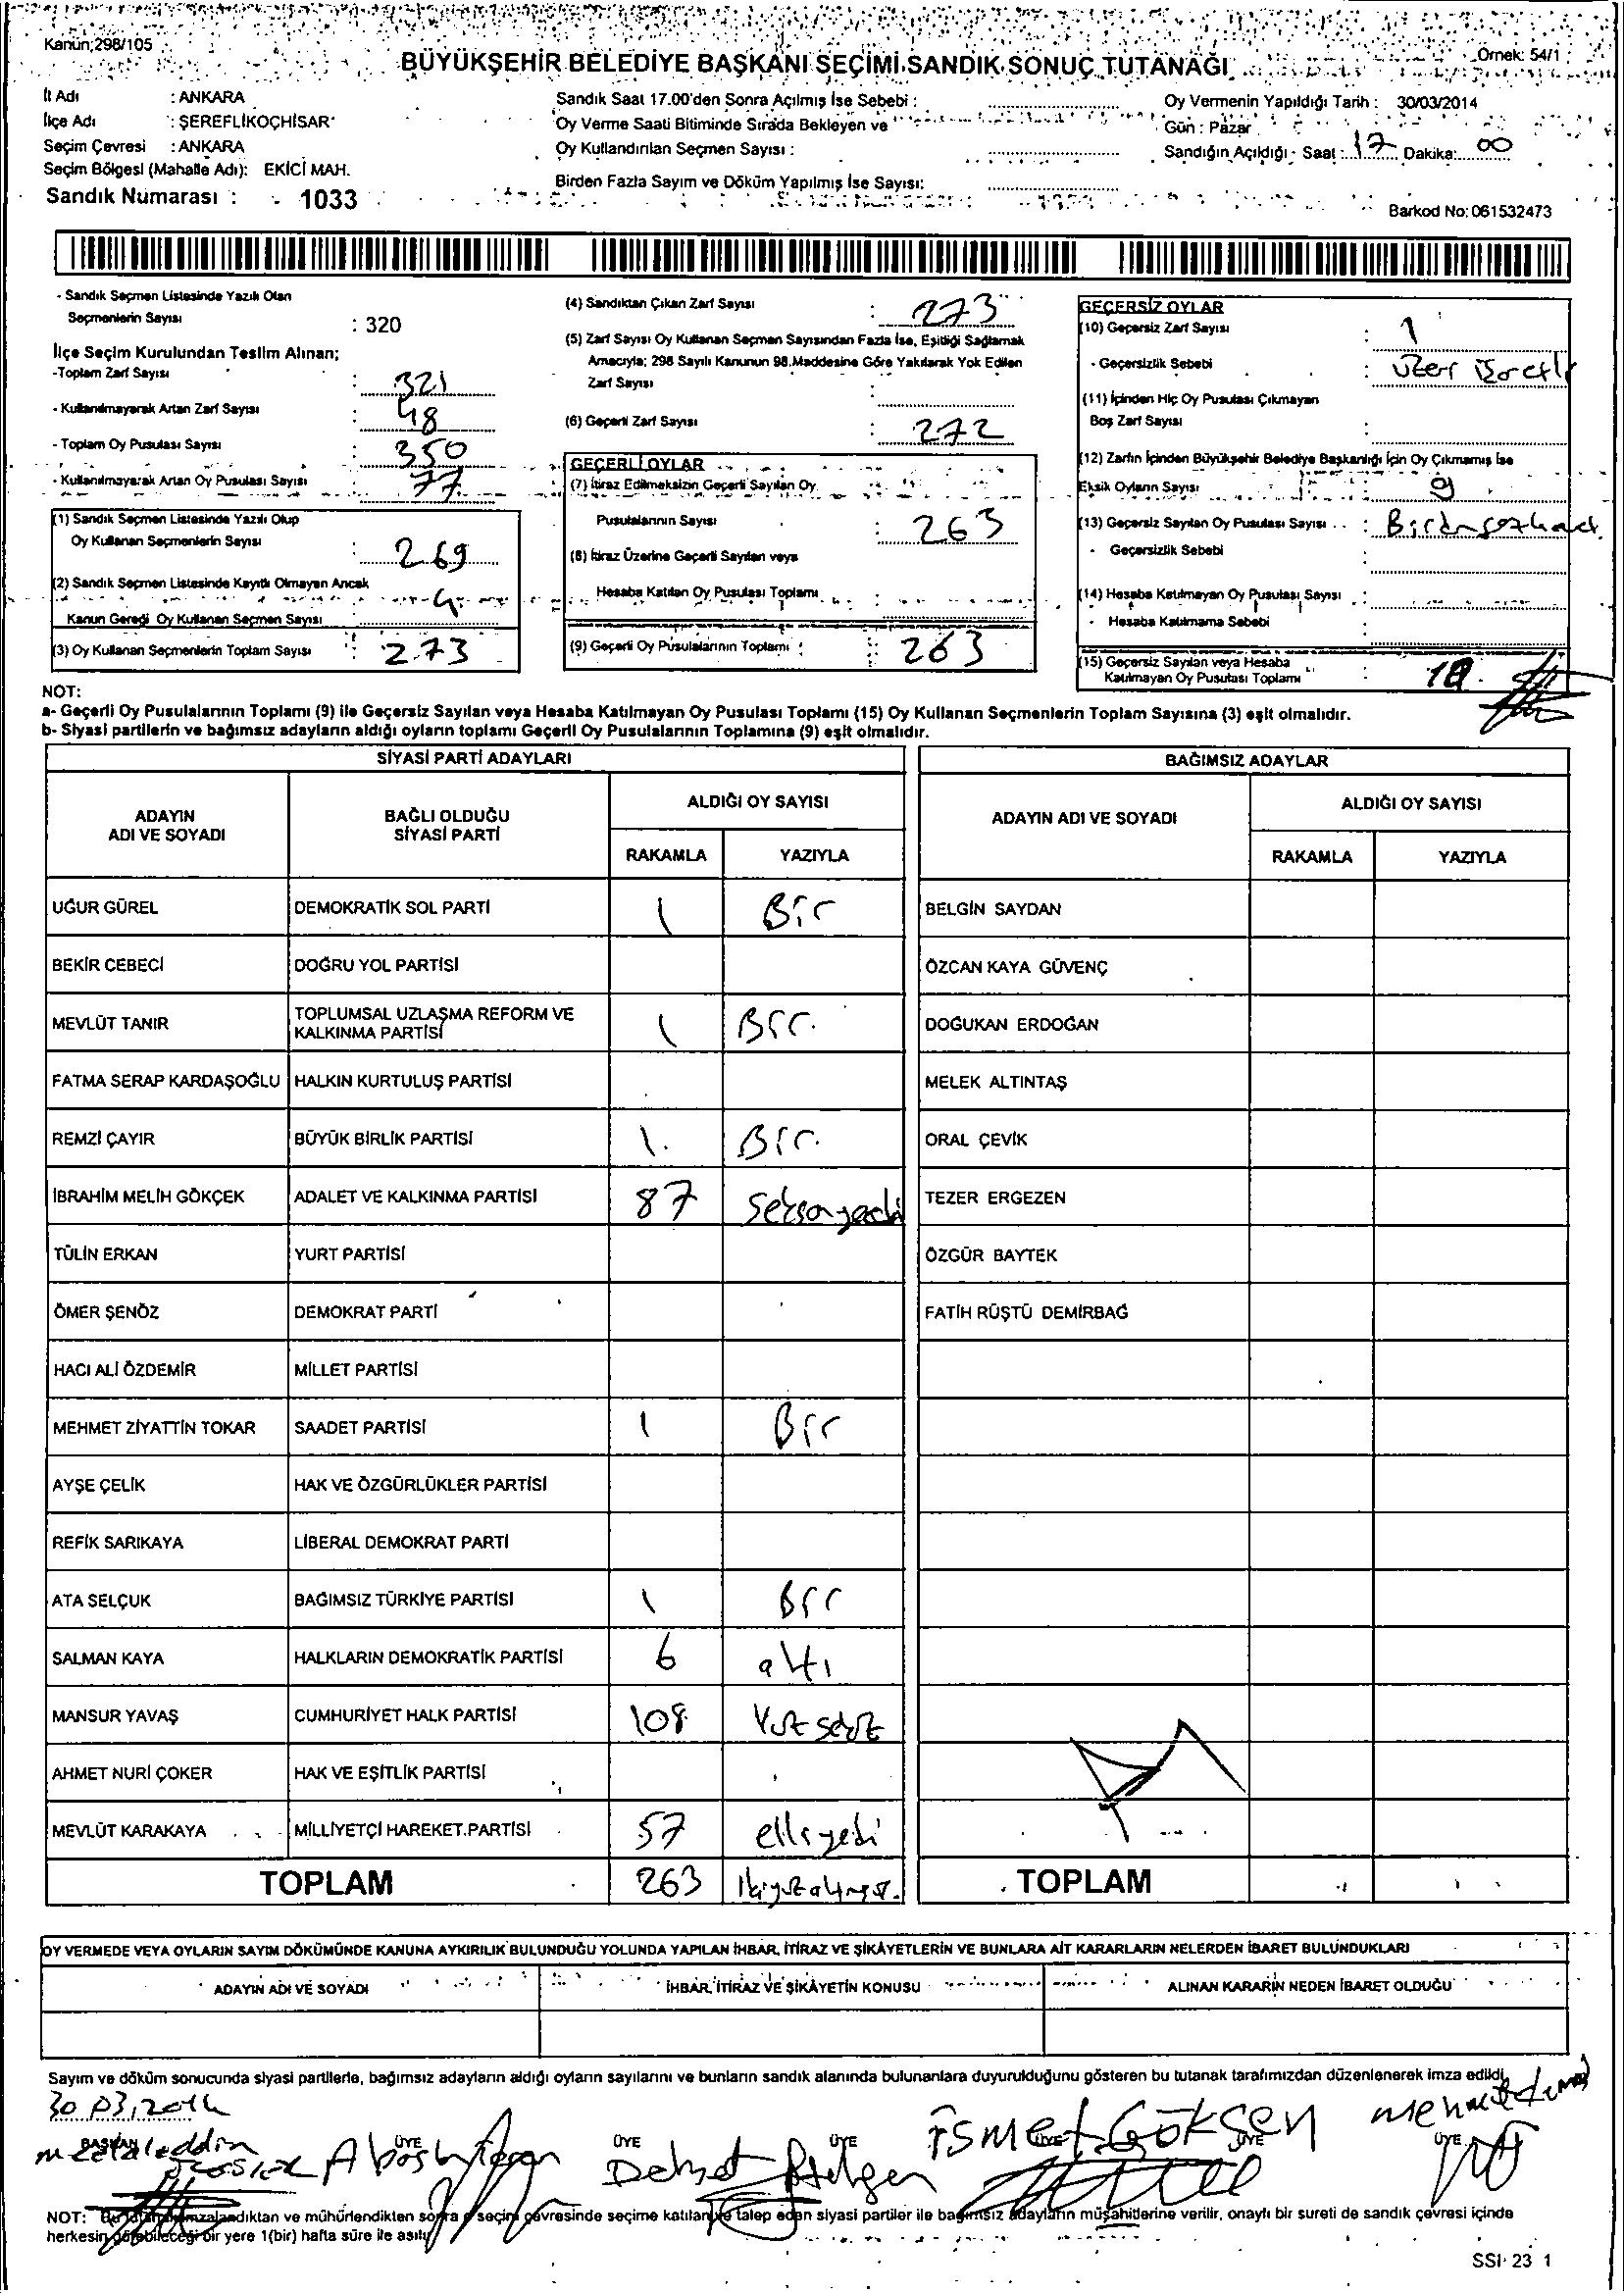 Kanun;298/105
Örnek: 54/1
BÜYÜKŞEHİR BELEDİYE BAŞKANI SEÇİMİ SANDIK SONUÇ TUTANAĞI
İl Adı : ANKARA
İlçe Adı : ŞEREFLİKOÇHİSAR
Seçim Çevresi : ANKARA
Seçim Bölgesi (Mahalle Adı): EKİCİ MAH.
Sandık Numarası : 1033
Sandık Saat 17.00'den Sonra Açılmış İse Sebebi :
Oy Verme Saati Bitiminde Sırada Bekleyen ve
Oy Kullandırılan Seçmen Sayısı :
Birden Fazla Sayım ve Döküm Yapılmış İse Sayısı:
Oy Vermenin Yapıldığı Tarih : 30/03/2014
Gün : Pazar
Sandığın Açıldığı - Saat : 17 Dakika: 00
Barkod No: 061532473
- Sandık Seçmen Listesinde Yazılı Olan
Seçmenlerin Sayısı : 320
İlçe Seçim Kurulundan Teslim Alınan;
-Toplam Zarf Sayısı : 321
- Kullanılmayarak Artan Zarf Sayısı : 48
- Toplam Oy Pusulası Sayısı : 350
- Kullanılmayarak Artan Oy Pusulası Sayısı : 77
(1) Sandık Seçmen Listesinde Yazılı Olup
Oy Kullanan Seçmenlerin Sayısı : 269
(2) Sandık Seçmen Listesinde Kayıtlı Olmayan Ancak
Kanun Gereği Oy Kullanan Seçmen Sayısı 4
(3) Oy Kullanan Seçmenlerin Toplam Sayısı : 273
(4) Sandıktan Çıkan Zarf Sayısı : 273
(5) Zarf Sayısı Oy Kullanan Seçmen Sayısından Fazla İse, Eşitliği Sağlamak
Amacıyla; 298 Sayılı Kanunun 98.Maddesine Göre Yakılarak Yok Edilen
Zarf Sayısı :
(6) Geçerli Zarf Sayısı : 272
GEÇERLİ OYLAR
(7) İtiraz Edilmeksizin Geçerli Sayılan Oy
Pusulalarının Sayısı : 263
(8) İtiraz Üzerine Geçerli Sayılan veya
Hesaba Katılan Oy Pusulası Toplamı :
(9) Geçerli Oy Pusulalarının Toplamı : 263
GEÇERSİZ OYLAR
(10) Geçersiz Zarf Sayısı : 1
- Geçersizlik Sebebi :
(11) İçinden Hiç Oy Pusulası Çıkmayan
Boş Zarf Sayısı :
(12) Zarfın İçinden Büyükşehir Belediye Başkanlığı İçin Oy Çıkmamış İse
Eksik Oyların Sayısı : 9
(13) Geçersiz Sayılan Oy Pusulası Sayısı :
- Geçersizlik Sebebi :
(14) Hesaba Katılmayan Oy Pusulası Sayısı :
- Hesaba Katılmama Sebebi :
(15) Geçersiz Sayılan veya Hesaba
Katılmayan Oy Pusulası Toplamı : 10
NOT:
a- Geçerli Oy Pusulalarının Toplamı (9) ile Geçersiz Sayılan veya Hesaba Katılmayan Oy Pusulası Toplamı (15) Oy Kullanan Seçmenlerin Toplam Sayısına (3) eşit olmalıdır.
b- Siyasi partilerin ve bağımsız adayların aldığı oyların toplamı Geçerli Oy Pusulalarının Toplamına (9) eşit olmalıdır.
SİYASİ PARTİ ADAYLARI BAĞIMSIZ ADAYLAR
ADAYIN ADI VE SOYADI BAĞLI OLDUĞU SİYASİ PARTİ ALDIĞI OY SAYISI RAKAMLA YAZIYLA ADAYIN ADI VE SOYADI ALDIĞI OY SAYISI RAKAMLA YAZIYLA
UĞUR GÜREL DEMOKRATİK SOL PARTİ 1 Bir BELGİN SAYDAN
BEKİR CEBECİ DOĞRU YOL PARTİSİ ÖZCAN KAYA GÜVENÇ
MEVLÜT TANIR TOPLUMSAL UZLAŞMA REFORM VE KALKINMA PARTİSİ 1 Bir. DOĞUKAN ERDOĞAN
FATMA SERAP KARDAŞOĞLU HALKIN KURTULUŞ PARTİSİ MELEK ALTINTAŞ
REMZİ ÇAYIR BÜYÜK BİRLİK PARTİSİ 1. Bir. ORAL ÇEVİK
İBRAHİM MELİH GÖKÇEK ADALET VE KALKINMA PARTİSİ 87 Seksenyedi TEZER ERGEZEN
TÜLİN ERKAN YURT PARTİSİ ÖZGÜR BAYTEK
ÖMER ŞENÖZ DEMOKRAT PARTİ FATİH RÜŞTÜ DEMİRBAĞ
HACI ALİ ÖZDEMİR MİLLET PARTİSİ
MEHMET ZİYATTİN TOKAR SAADET PARTİSİ 1 Bir
AYŞE ÇELİK HAK VE ÖZGÜRLÜKLER PARTİSİ
REFİK SARIKAYA LİBERAL DEMOKRAT PARTİ
ATA SELÇUK BAĞIMSIZ TÜRKİYE PARTİSİ 1 Bir
SALMAN KAYA HALKLARIN DEMOKRATİK PARTİSİ 6 altı
MANSUR YAVAŞ CUMHURİYET HALK PARTİSİ 108 Yüz sekiz
AHMET NURİ ÇOKER HAK VE EŞİTLİK PARTİSİ
MEVLÜT KARAKAYA MİLLİYETÇİ HAREKET PARTİSİ 57 elliyedi
TOPLAM 263 TOPLAM
OY VERMEDE VEYA OYLARIN SAYIM DÖKÜMÜNDE KANUNA AYKIRILIK BULUNDUĞU YOLUNDA YAPILAN İHBAR, İTİRAZ VE ŞİKÂYETLERİN VE BUNLARA AİT KARARLARIN NELERDEN İBARET BULUNDUKLARI
ADAYIN ADI VE SOYADI İHBAR, İTİRAZ VE ŞİKÂYETİN KONUSU ALINAN KARARIN NEDEN İBARET OLDUĞU
Sayım ve döküm sonucunda siyasi partilerle, bağımsız adayların aldığı oyların sayılarını ve bunların sandık alanında bulunanlara duyurulduğunu gösteren bu tutanak tarafımızdan düzenlenerek imza edildi.
30.03.2014
BAŞKAN ÜYE ÜYE ÜYE ÜYE ÜYE ÜYE
İSMET GÖKŞEN
NOT: Bu tutanak imzalandıktan ve mühürlendikten sonra seçim çevresinde seçime katılan ve talep eden siyasi partiler ile bağımsız adayların müşahitlerine verilir, onaylı bir sureti de sandık çevresi içinde
herkesin görebileceği bir yere 1(bir) hafta süre ile asılır
SSI 23 1